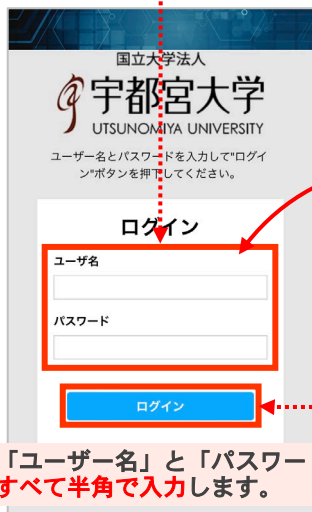 国立大学法人
宇都宮大学
UTSUNOMIYA UNIVERSITY
ユーザー名とパスワードを入力して"ログイ
ン"ボタンを押下してください。
ログイン
ユーザ名
パスワード
ログイン
「ユーザー名」と「パスワー
すべて半角で入力します。